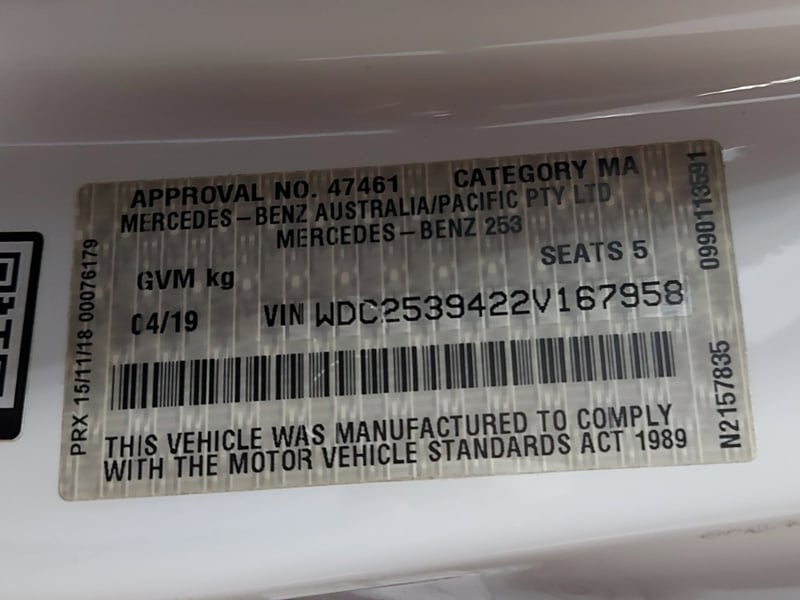 APPROVAL NO. 47461 CATEGORY MA
MERCEDES-BENZ AUSTRALIA/PACIFIC PTY LTD
MERCEDES-BENZ 253
SEATS 5
GVM kg
04/19 VIN WDC2539422V167958
THIS VEHICLE WAS MANUFACTURED TO COMPLY
WITH THE MOTOR VEHICLE STANDARDS ACT 1989
PRX 15/11/18 00076179
0990113591
N2157835